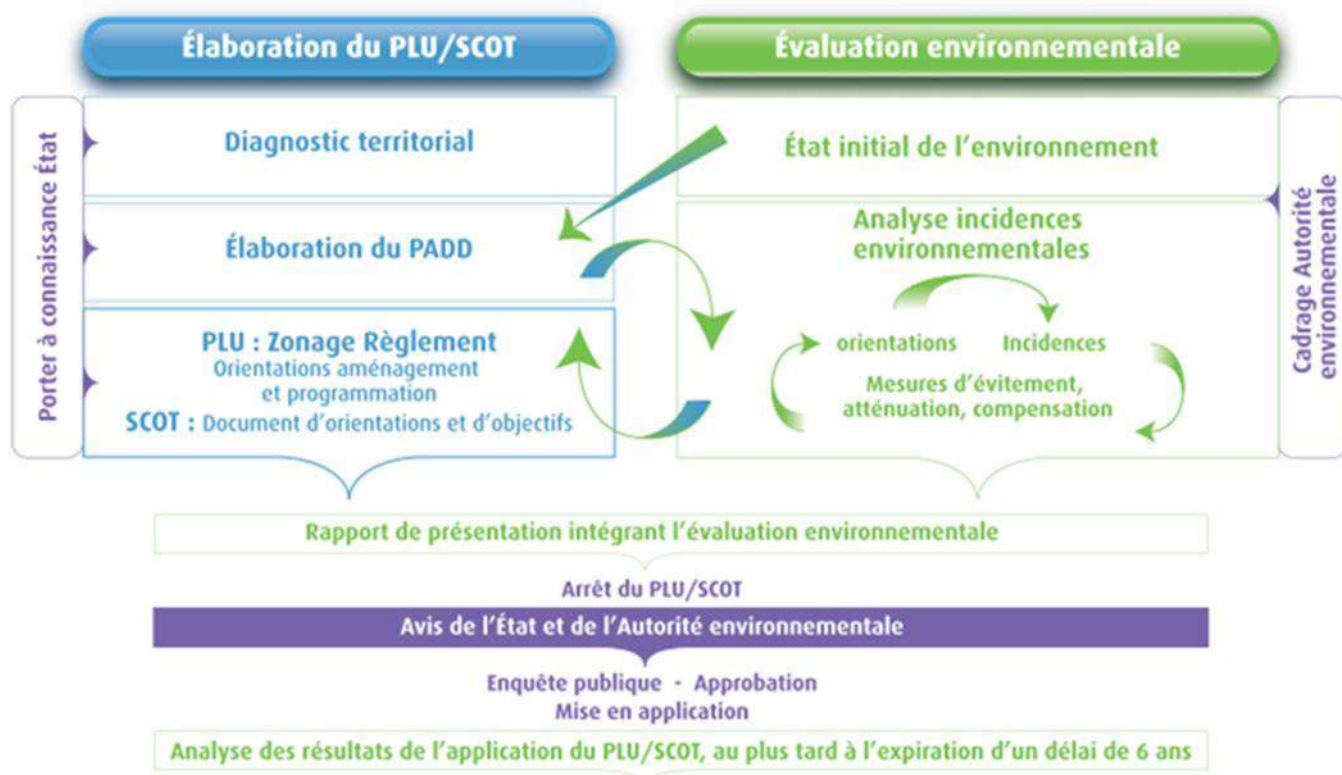 Élaboration du PLU/SCOT
Évaluation environnementale
Porter à connaissance État
Diagnostic territorial
Élaboration du PADD
PLU : Zonage Règlement
Orientations aménagement
et programmation
SCOT : Document d'orientations et d'objectifs
État initial de l'environnement
Analyse incidences
environnementales
orientations
Incidences
Mesures d'évitement,
atténuation, compensation
Cadrage Autorité
environnementale
Rapport de présentation intégrant l'évaluation environnementale
Arrêt du PLU/SCOT
Avis de l'État et de l'Autorité environnementale
Enquête publique - Approbation
Mise en application
Analyse des résultats de l'application du PLU/SCOT, au plus tard à l'expiration d'un délai de 6 ans